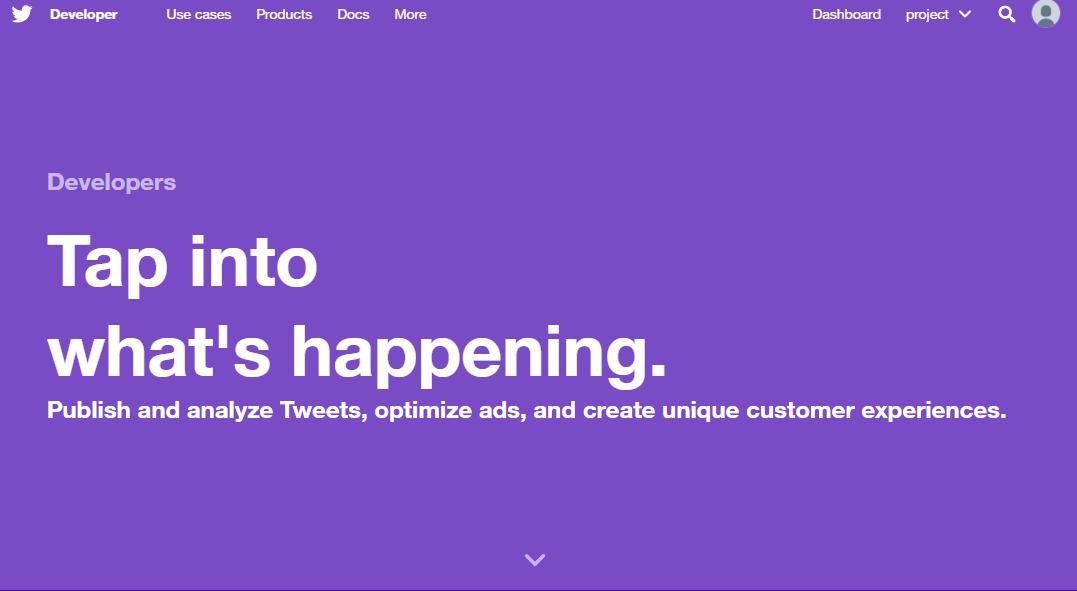 Developer Use cases Products Docs More Dashboard project
Developers
Tap into
what's happening.
Publish and analyze Tweets, optimize ads, and create unique customer experiences.